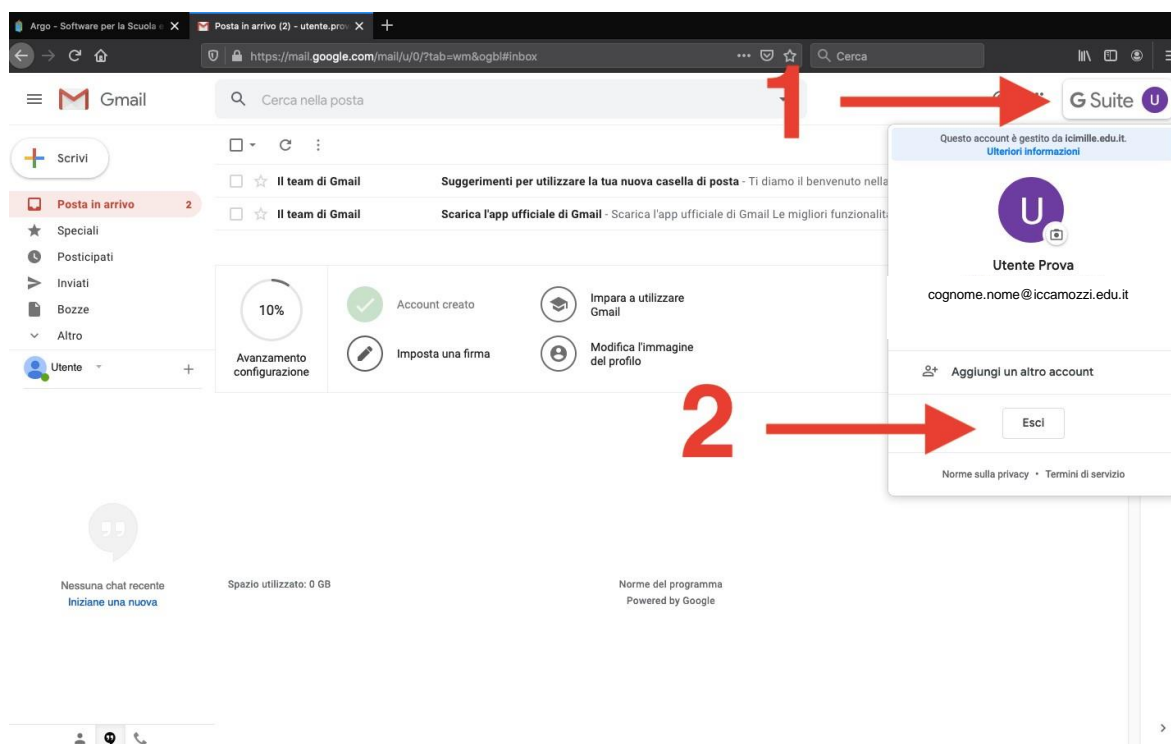 Argo - Software per la Scuola e
Posta in arrivo (2) - utente.prov
https://mail.google.com/mail/u/0/?tab=wm&ogbl#inbox
Cerca
Gmail
Cerca nella posta
1
G Suite U
Scrivi
Posta in arrivo 2
Speciali
Posticipati
Inviati
Bozze
Altro
Utente
Il team di Gmail Suggerimenti per utilizzare la tua nuova casella di posta - Ti diamo il benvenuto nella
Il team di Gmail Scarica l'app ufficiale di Gmail - Scarica l'app ufficiale di Gmail Le migliori funzionalit
10%
Avanzamento
configurazione
Account creato
Imposta una firma
Impara a utilizzare
Gmail
Modifica l'immagine
del profilo
Questo account è gestito da icimille.edu.it.
Ulteriori informazioni
U
Utente Prova
cognome.nome@iccamozzi.edu.it
Aggiungi un altro account
2
Esci
Norme sulla privacy • Termini di servizio
Nessuna chat recente
Iniziane una nuova
Spazio utilizzato: 0 GB
Norme del programma
Powered by Google